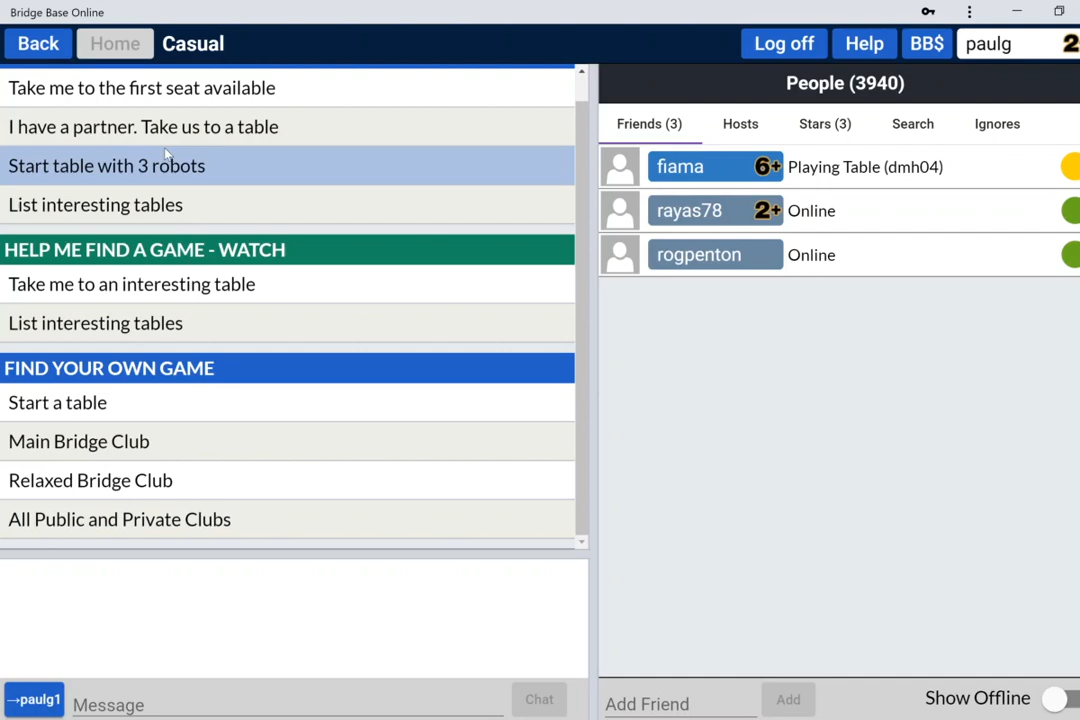 Bridge Base Online
Back Home Casual Log off Help BB$ paulg 2
Take me to the first seat available
I have a partner. Take us to a table
Start table with 3 robots
List interesting tables
HELP ME FIND A GAME - WATCH
Take me to an interesting table
List interesting tables
FIND YOUR OWN GAME
Start a table
Main Bridge Club
Relaxed Bridge Club
All Public and Private Clubs
→paulg1 Message Chat
People (3940)
Friends (3) Hosts Stars (3) Search Ignores
fiama 6+ Playing Table (dmh04)
rayas78 2+ Online
rogpenton Online
Add Friend Add Show Offline